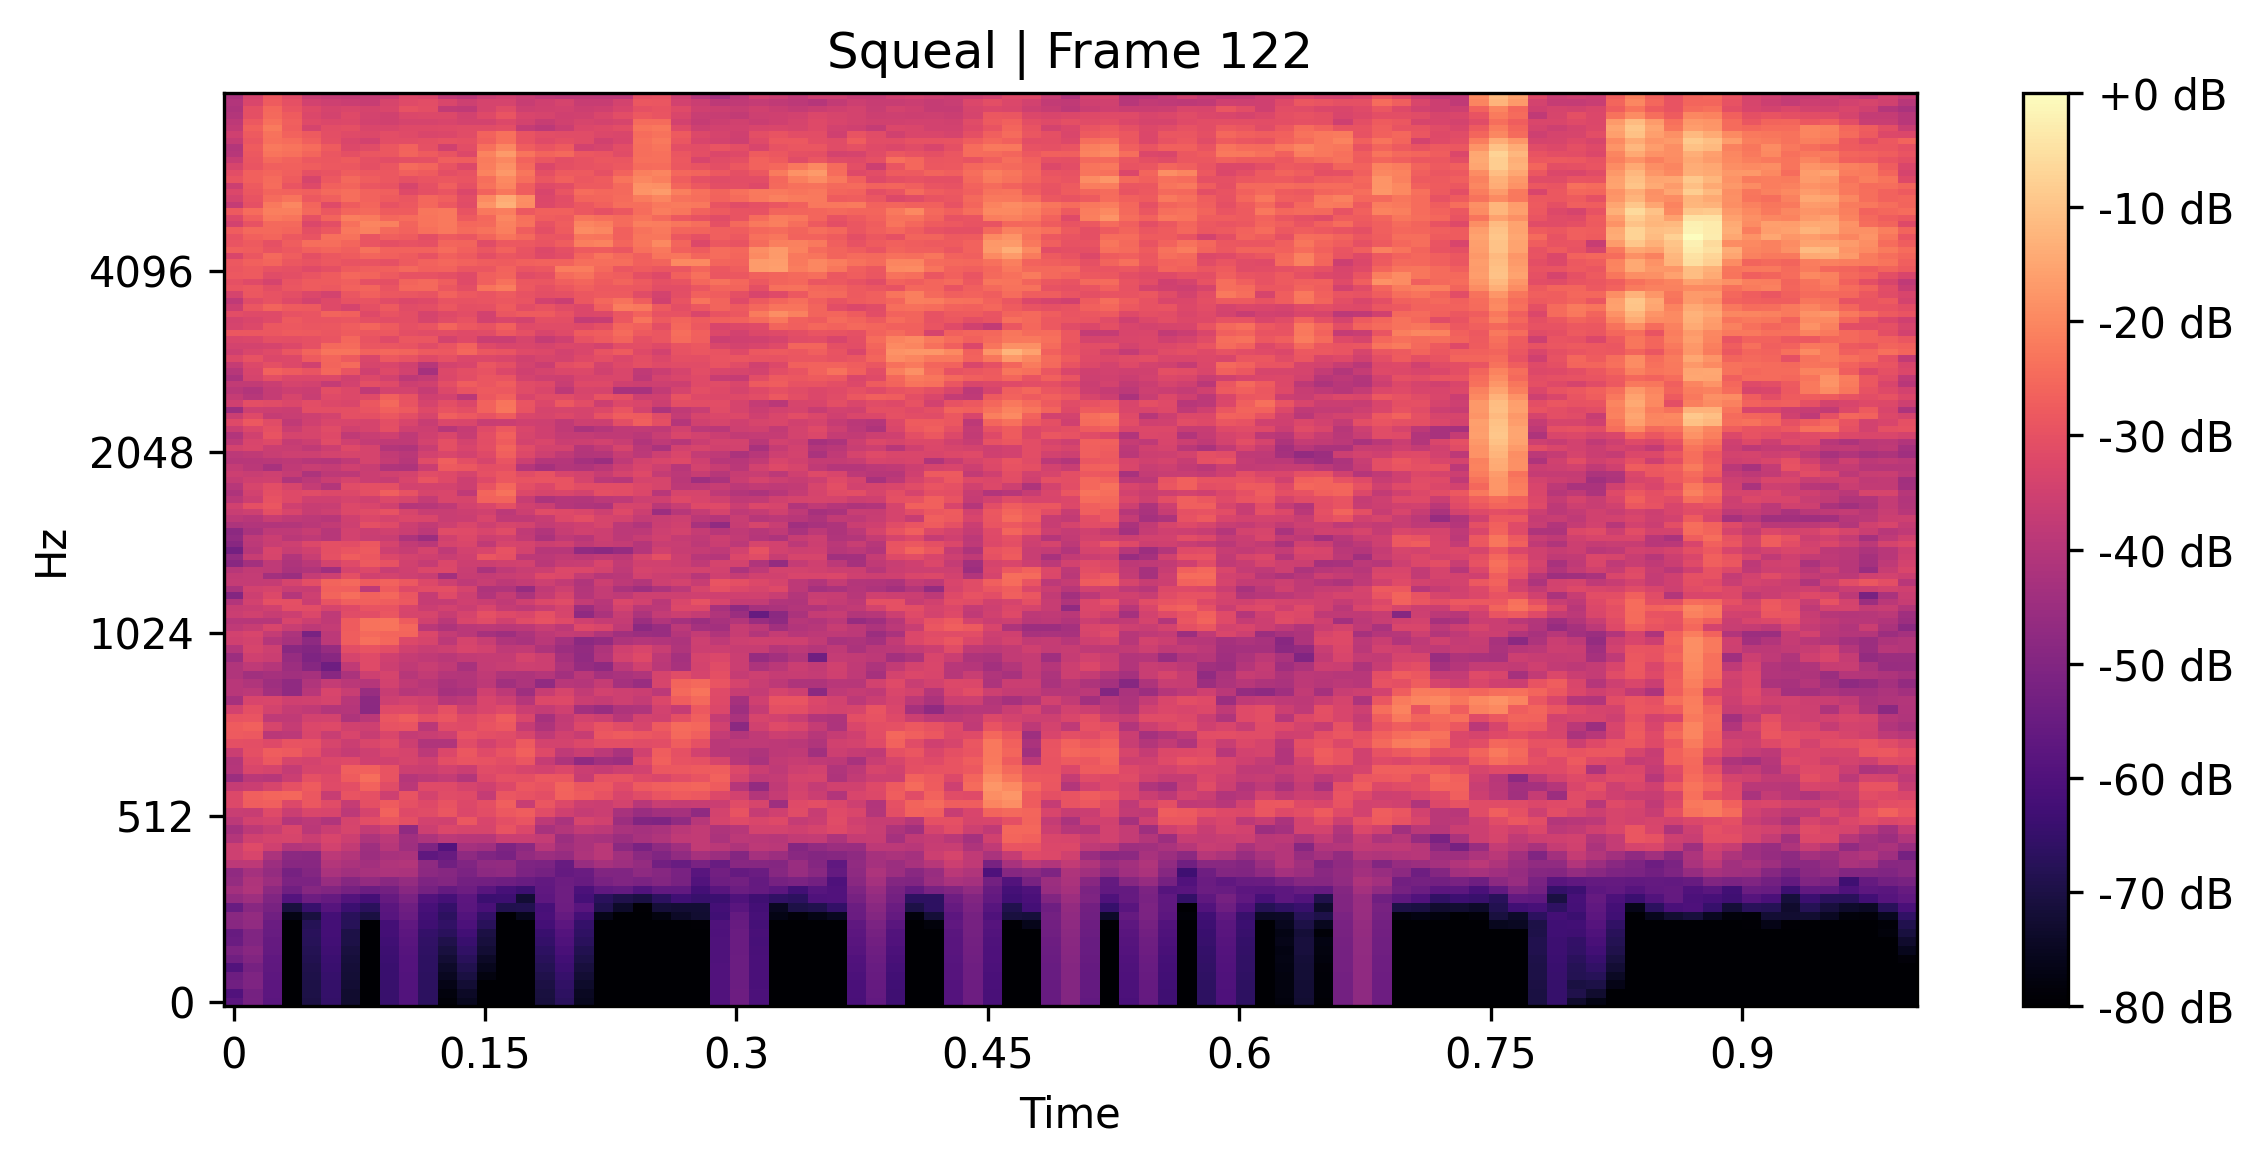 Squeal | Frame 122
+0 dB
-10 dB
-20 dB
-30 dB
-40 dB
-50 dB
-60 dB
-70 dB
-80 dB
4096
2048
1024
512
0
Hz
0 0.15 0.3 0.45 0.6 0.75 0.9
Time